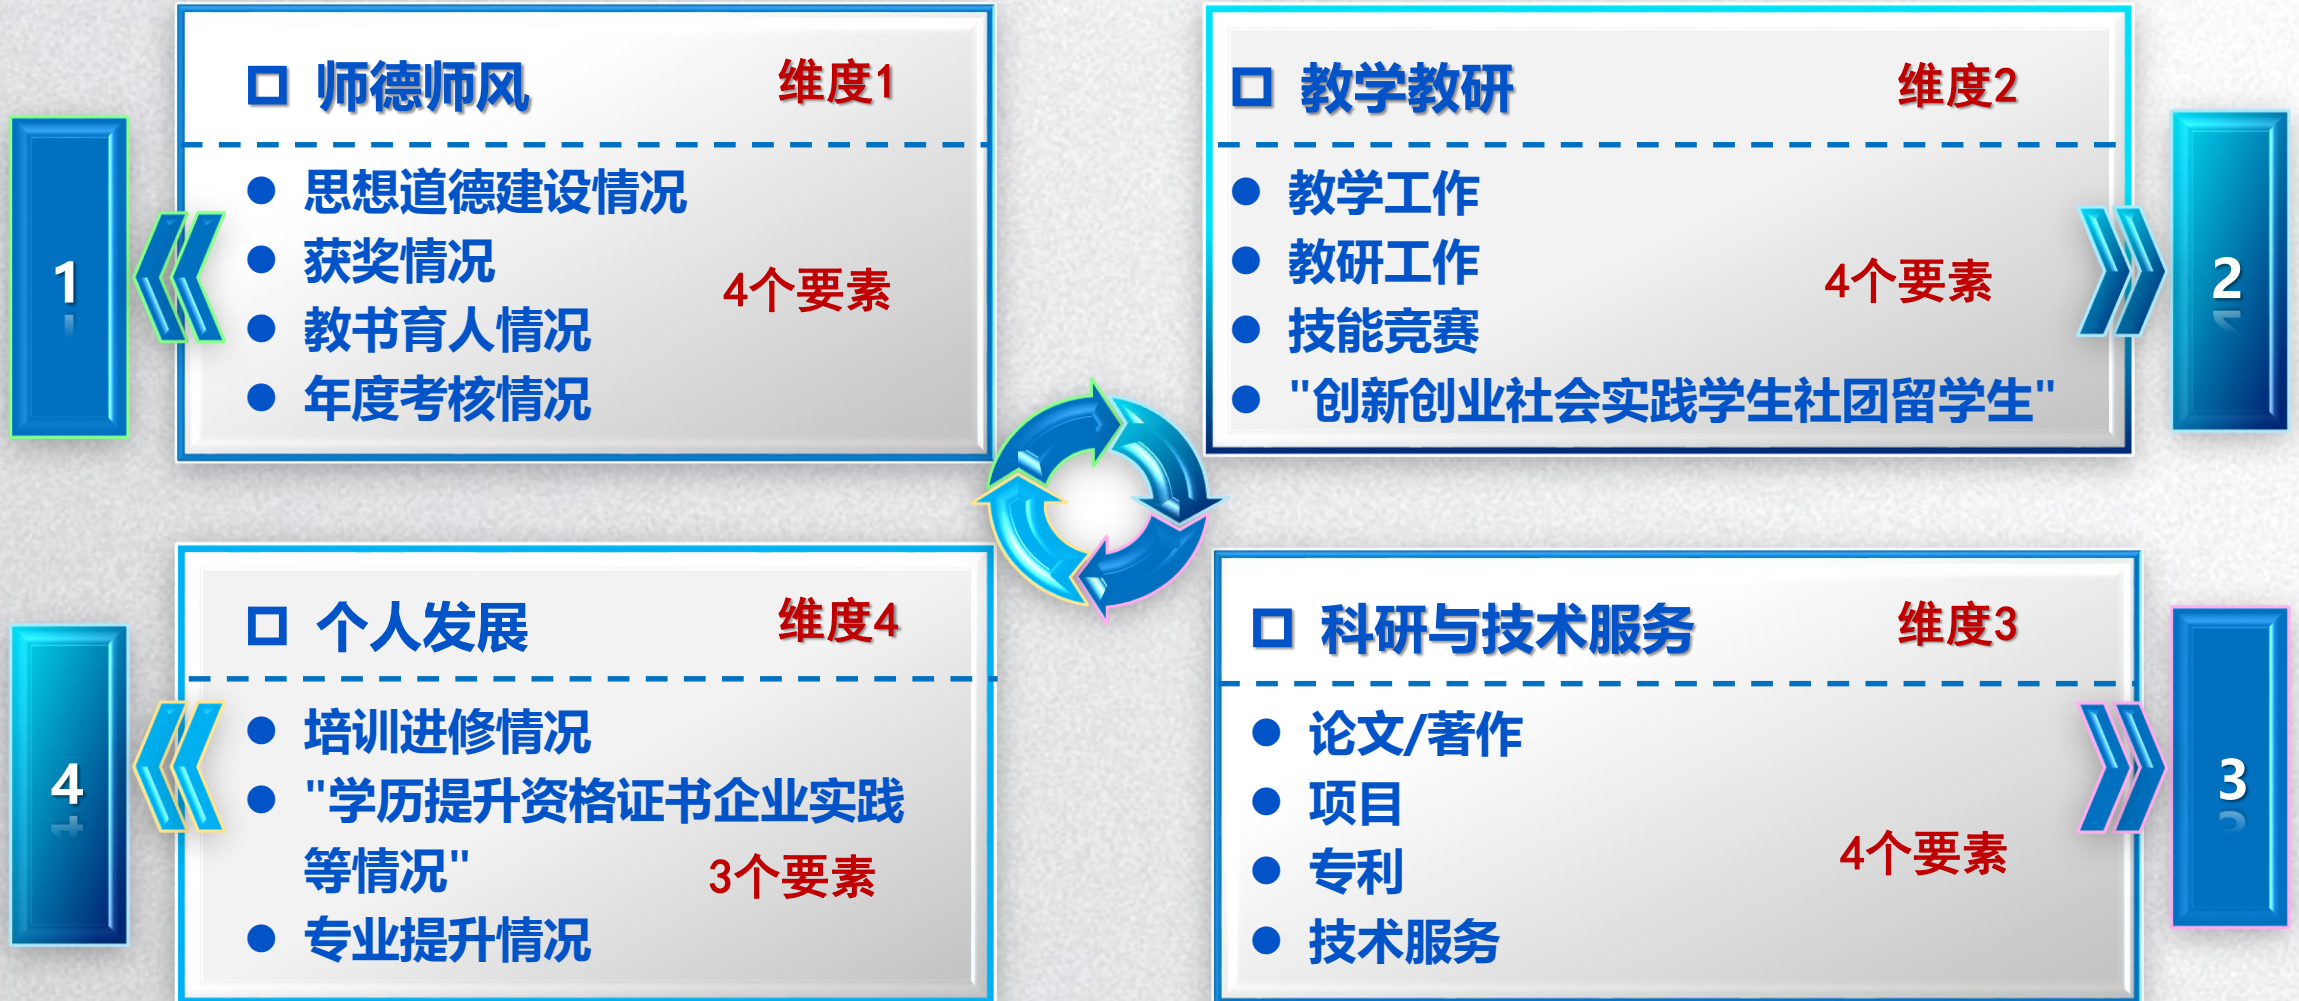 师德师风 维度1
思想道德建设情况
获奖情况
4个要素
教书育人情况
年度考核情况
1
教学教研 维度2
教学工作
教研工作
4个要素
技能竞赛
"创新创业社会实践学生社团留学生"
2
个人发展 维度4
培训进修情况
"学历提升资格证书企业实践
等情况"
3个要素
专业提升情况
4
科研与技术服务 维度3
论文/著作
项目
专利
4个要素
技术服务
3